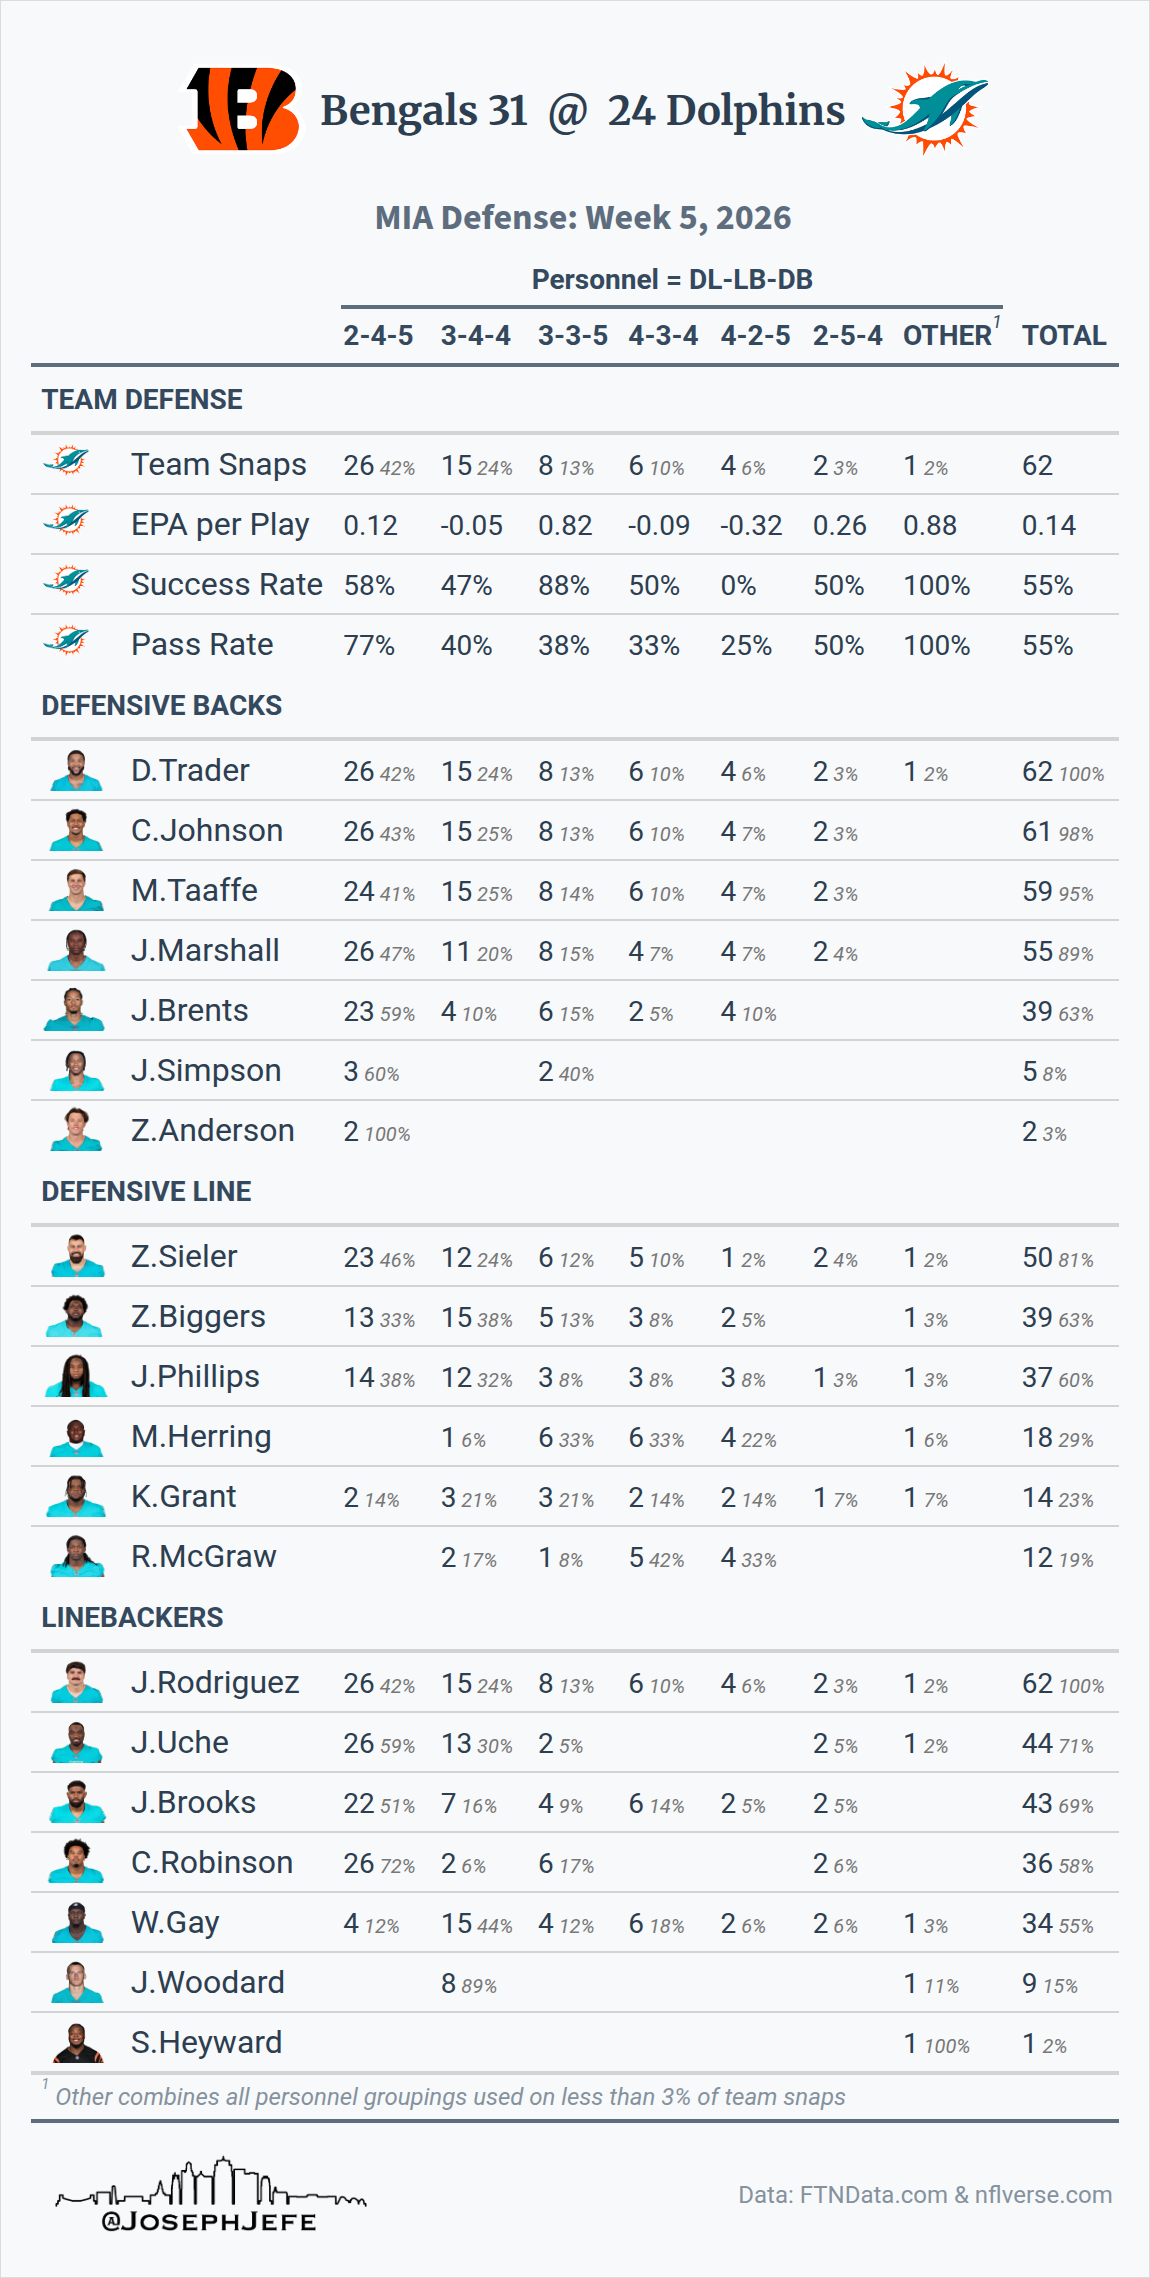 Bengals 31 @ 24 Dolphins
MIA Defense: Week 5, 2026
Personnel = DL-LB-DB
2-4-5 3-4-4 3-3-5 4-3-4 4-2-5 2-5-4 OTHER1 TOTAL
TEAM DEFENSE
Team Snaps 26 42% 15 24% 8 13% 6 10% 4 6% 2 3% 1 2% 62
EPA per Play 0.12 -0.05 0.82 -0.09 -0.32 0.26 0.88 0.14
Success Rate 58% 47% 88% 50% 0% 50% 100% 55%
Pass Rate 77% 40% 38% 33% 25% 50% 100% 55%
DEFENSIVE BACKS
D.Trader 26 42% 15 24% 8 13% 6 10% 4 6% 2 3% 1 2% 62 100%
C.Johnson 26 43% 15 25% 8 13% 6 10% 4 7% 2 3% 61 98%
M.Taaffe 24 41% 15 25% 8 14% 6 10% 4 7% 2 3% 59 95%
J.Marshall 26 47% 11 20% 8 15% 4 7% 4 7% 2 4% 55 89%
J.Brents 23 59% 4 10% 6 15% 2 5% 4 10% 39 63%
J.Simpson 3 60% 2 40% 5 8%
Z.Anderson 2 100% 2 3%
DEFENSIVE LINE
Z.Sieler 23 46% 12 24% 6 12% 5 10% 1 2% 2 4% 1 2% 50 81%
Z.Biggers 13 33% 15 38% 5 13% 3 8% 2 5% 1 3% 39 63%
J.Phillips 14 38% 12 32% 3 8% 3 8% 3 8% 1 3% 1 3% 37 60%
M.Herring 1 6% 6 33% 6 33% 4 22% 1 6% 18 29%
K.Grant 2 14% 3 21% 3 21% 2 14% 2 14% 1 7% 1 7% 14 23%
R.McGraw 2 17% 1 8% 5 42% 4 33% 12 19%
LINEBACKERS
J.Rodriguez 26 42% 15 24% 8 13% 6 10% 4 6% 2 3% 1 2% 62 100%
J.Uche 26 59% 13 30% 2 5% 2 5% 1 2% 44 71%
J.Brooks 22 51% 7 16% 4 9% 6 14% 2 5% 2 5% 43 69%
C.Robinson 26 72% 2 6% 6 17% 2 6% 36 58%
W.Gay 4 12% 15 44% 4 12% 6 18% 2 6% 2 6% 1 3% 34 55%
J.Woodard 8 89% 1 11% 9 15%
S.Heyward 1 100% 1 2%
1 Other combines all personnel groupings used on less than 3% of team snaps
@JOSEPHJEFE
Data: FTNData.com & nflverse.com